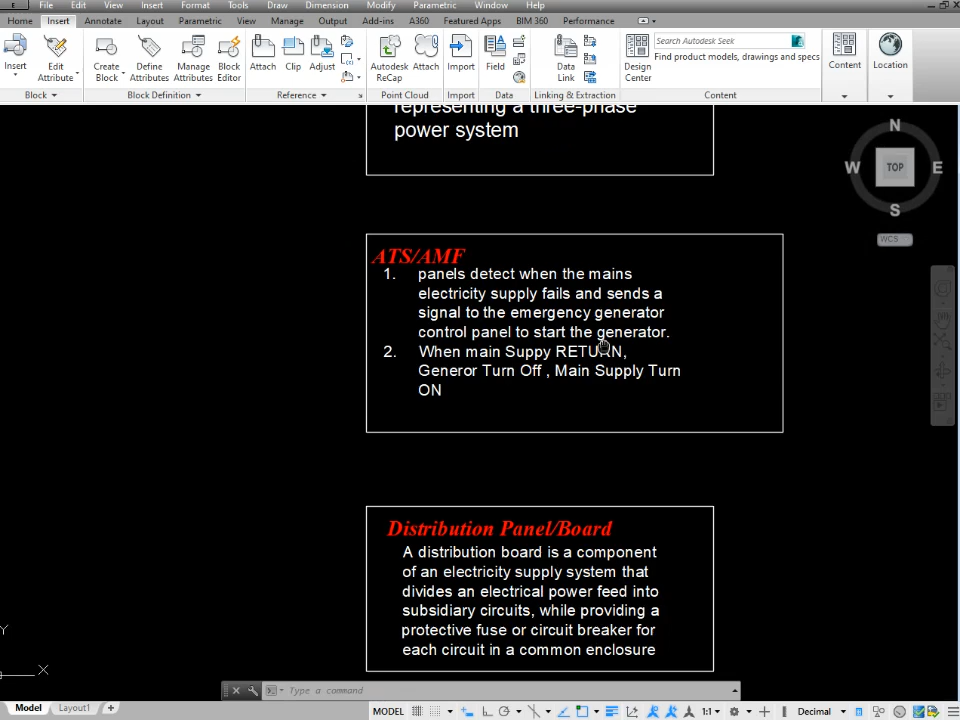 File Edit View Insert Format Tools Draw Dimension Modify Parametric Window Help
Home Insert Annotate Layout Parametric View Manage Output Add-ins A360 Featured Apps BIM 360 Performance
Insert
Edit Attribute
Create Block
Define Attributes
Manage Attributes
Block Editor
Attach
Clip
Adjust
Autodesk ReCap
Attach
Import
Field
Data Link
Design Center
Search Autodesk Seek
Find product models, drawings and specs
Content
Location
Block
Block Definition
Reference
Point Cloud
Import
Data
Linking & Extraction
Content
representing a three-phase
power system
N
W TOP E
S
WCS
ATS/AMF
1. panels detect when the mains
electricity supply fails and sends a
signal to the emergency generator
control panel to start the generator.
2. When main Suppy RETURN,
Generor Turn Off , Main Supply Turn
ON
Distribution Panel/Board
A distribution board is a component
of an electricity supply system that
divides an electrical power feed into
subsidiary circuits, while providing a
protective fuse or circuit breaker for
each circuit in a common enclosure
Y
X
Type a command
Model Layout1 +
MODEL 1:1 Decimal